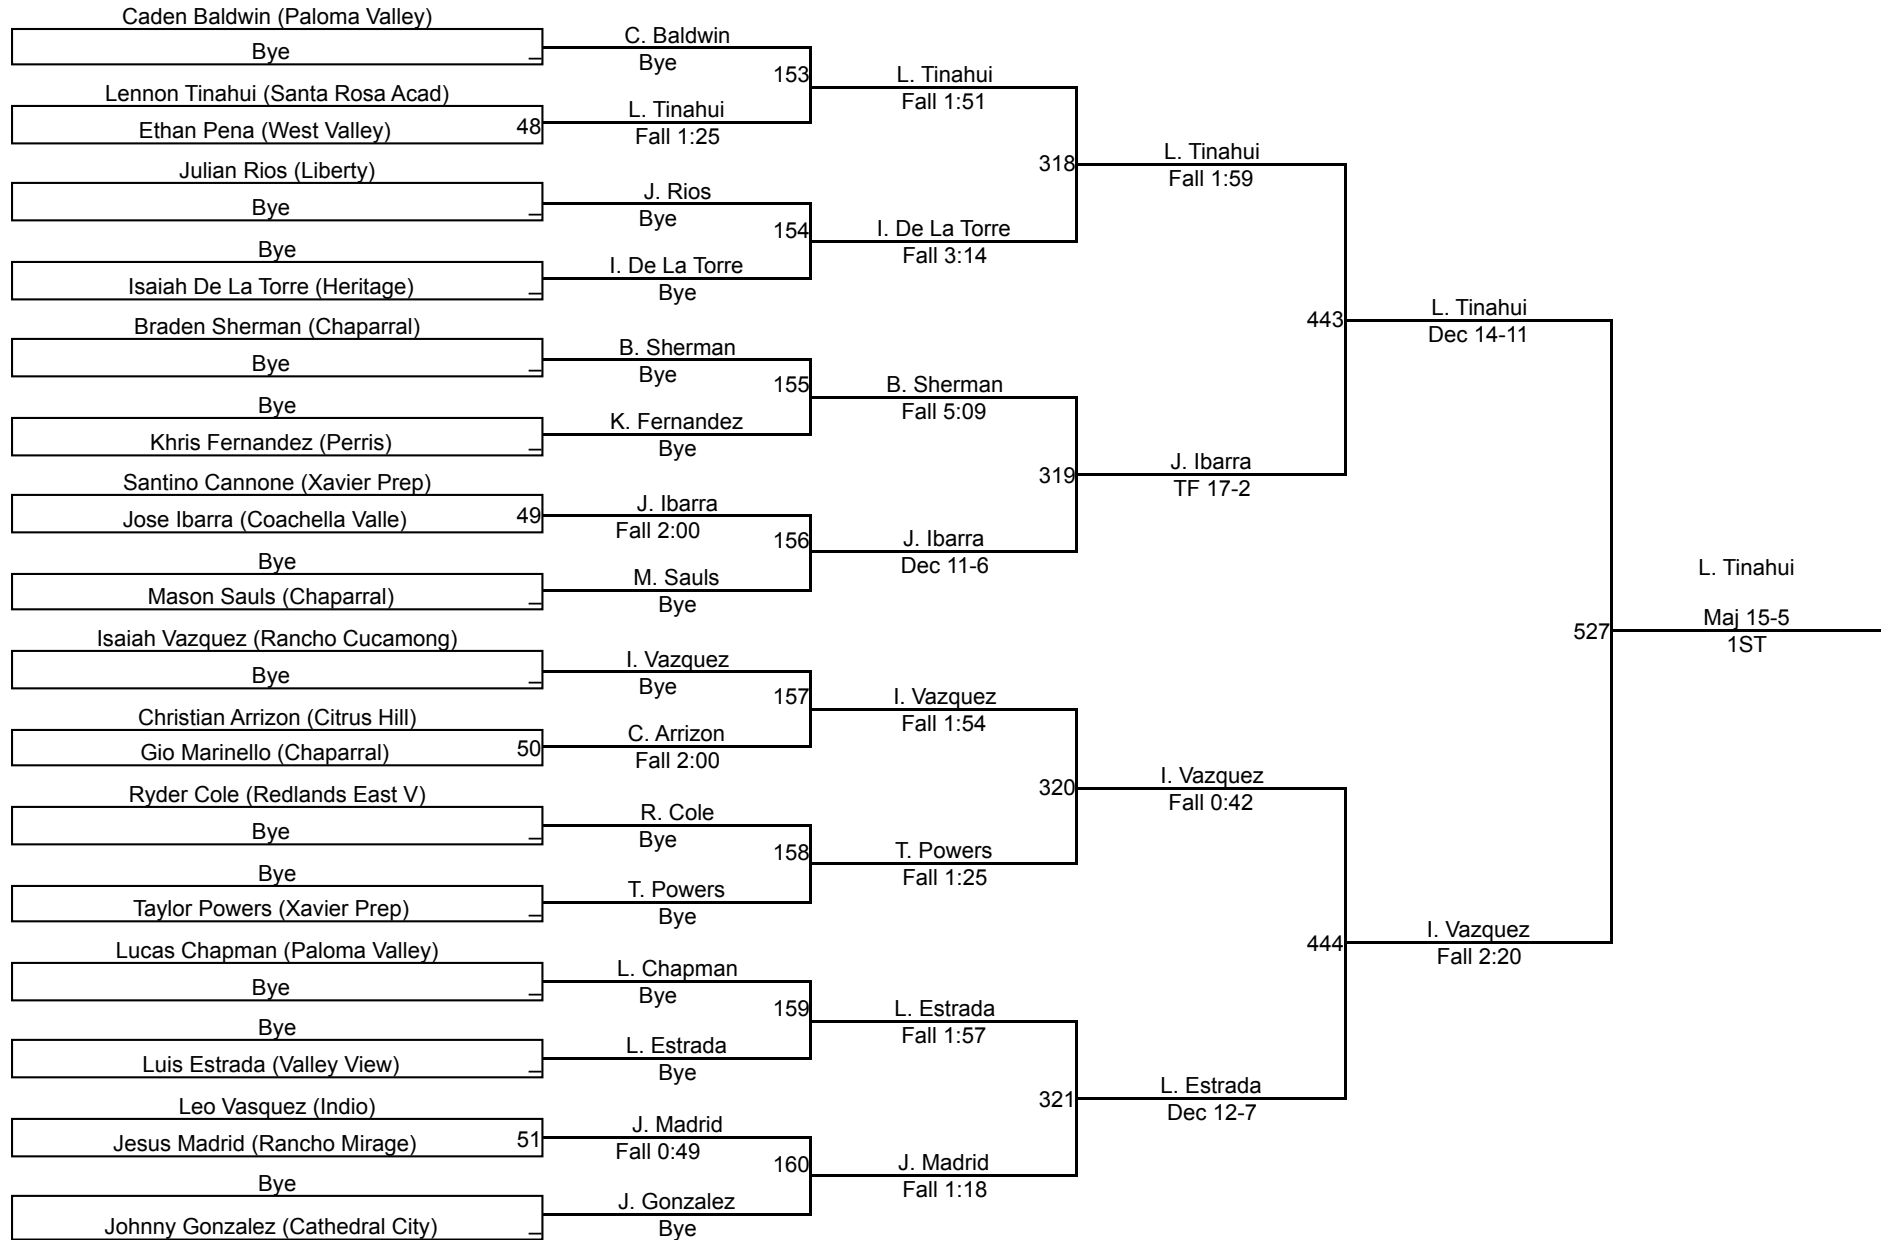 Caden Baldwin (Paloma Valley)
Bye
Lennon Tinahui (Santa Rosa Acad)
Ethan Pena (West Valley)
48
Julian Rios (Liberty)
Bye
Bye
Isaiah De La Torre (Heritage)
Braden Sherman (Chaparral)
Bye
Bye
Khris Fernandez (Perris)
Santino Cannone (Xavier Prep)
Jose Ibarra (Coachella Valle)
49
Bye
Mason Sauls (Chaparral)
Isaiah Vazquez (Rancho Cucamong)
Bye
Christian Arrizon (Citrus Hill)
Gio Marinello (Chaparral)
50
Ryder Cole (Redlands East V)
Bye
Bye
Taylor Powers (Xavier Prep)
Lucas Chapman (Paloma Valley)
Bye
Bye
Luis Estrada (Valley View)
Leo Vasquez (Indio)
Jesus Madrid (Rancho Mirage)
51
Bye
Johnny Gonzalez (Cathedral City)
C. Baldwin
Bye
153
L. Tinahui
Fall 1:25
J. Rios
Bye
154
I. De La Torre
Bye
B. Sherman
Bye
155
K. Fernandez
Bye
J. Ibarra
Fall 2:00
156
M. Sauls
Bye
I. Vazquez
Bye
157
C. Arrizon
Fall 2:00
R. Cole
Bye
158
T. Powers
Bye
L. Chapman
Bye
159
L. Estrada
Bye
J. Madrid
Fall 0:49
160
J. Gonzalez
Bye
L. Tinahui
Fall 1:51
318
I. De La Torre
Fall 3:14
B. Sherman
Fall 5:09
319
J. Ibarra
Dec 11-6
I. Vazquez
Fall 1:54
320
T. Powers
Fall 1:25
L. Estrada
Fall 1:57
321
J. Madrid
Fall 1:18
L. Tinahui
Fall 1:59
443
J. Ibarra
TF 17-2
I. Vazquez
Fall 0:42
444
L. Estrada
Dec 12-7
L. Tinahui
Dec 14-11
527
I. Vazquez
Fall 2:20
L. Tinahui
Maj 15-5
1ST